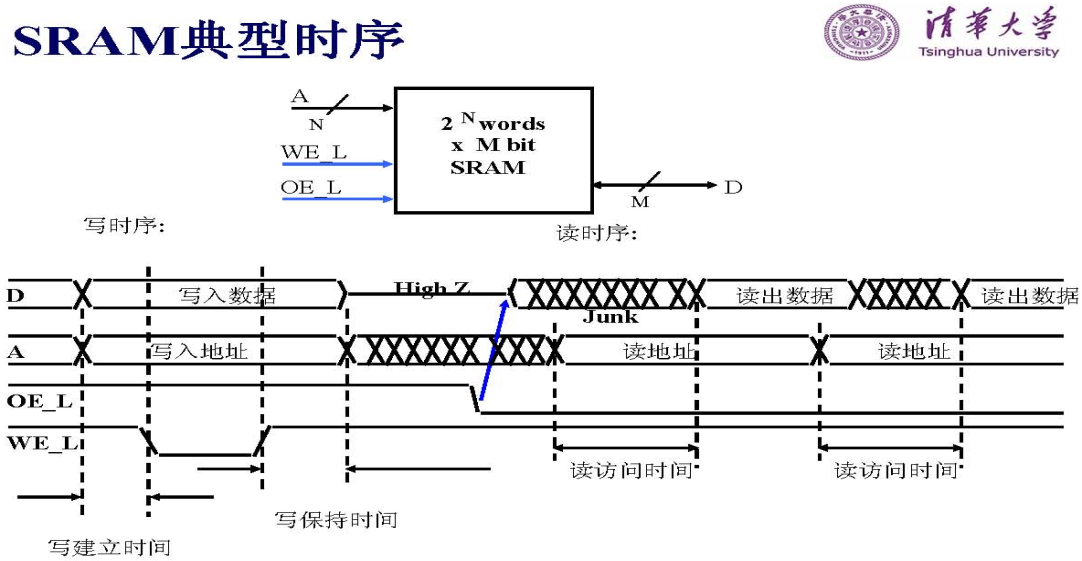 SRAM典型时序
清華大学
Tsinghua University
A
N
WE_L
OE_L
2 N words
x M bit
SRAM
M
D
写时序:
读时序:
D
写入数据
High Z
Junk
读出数据
读出数据
A
写入地址
读地址
读地址
OE_L
WE_L
读访问时间
读访问时间
写保持时间
写建立时间